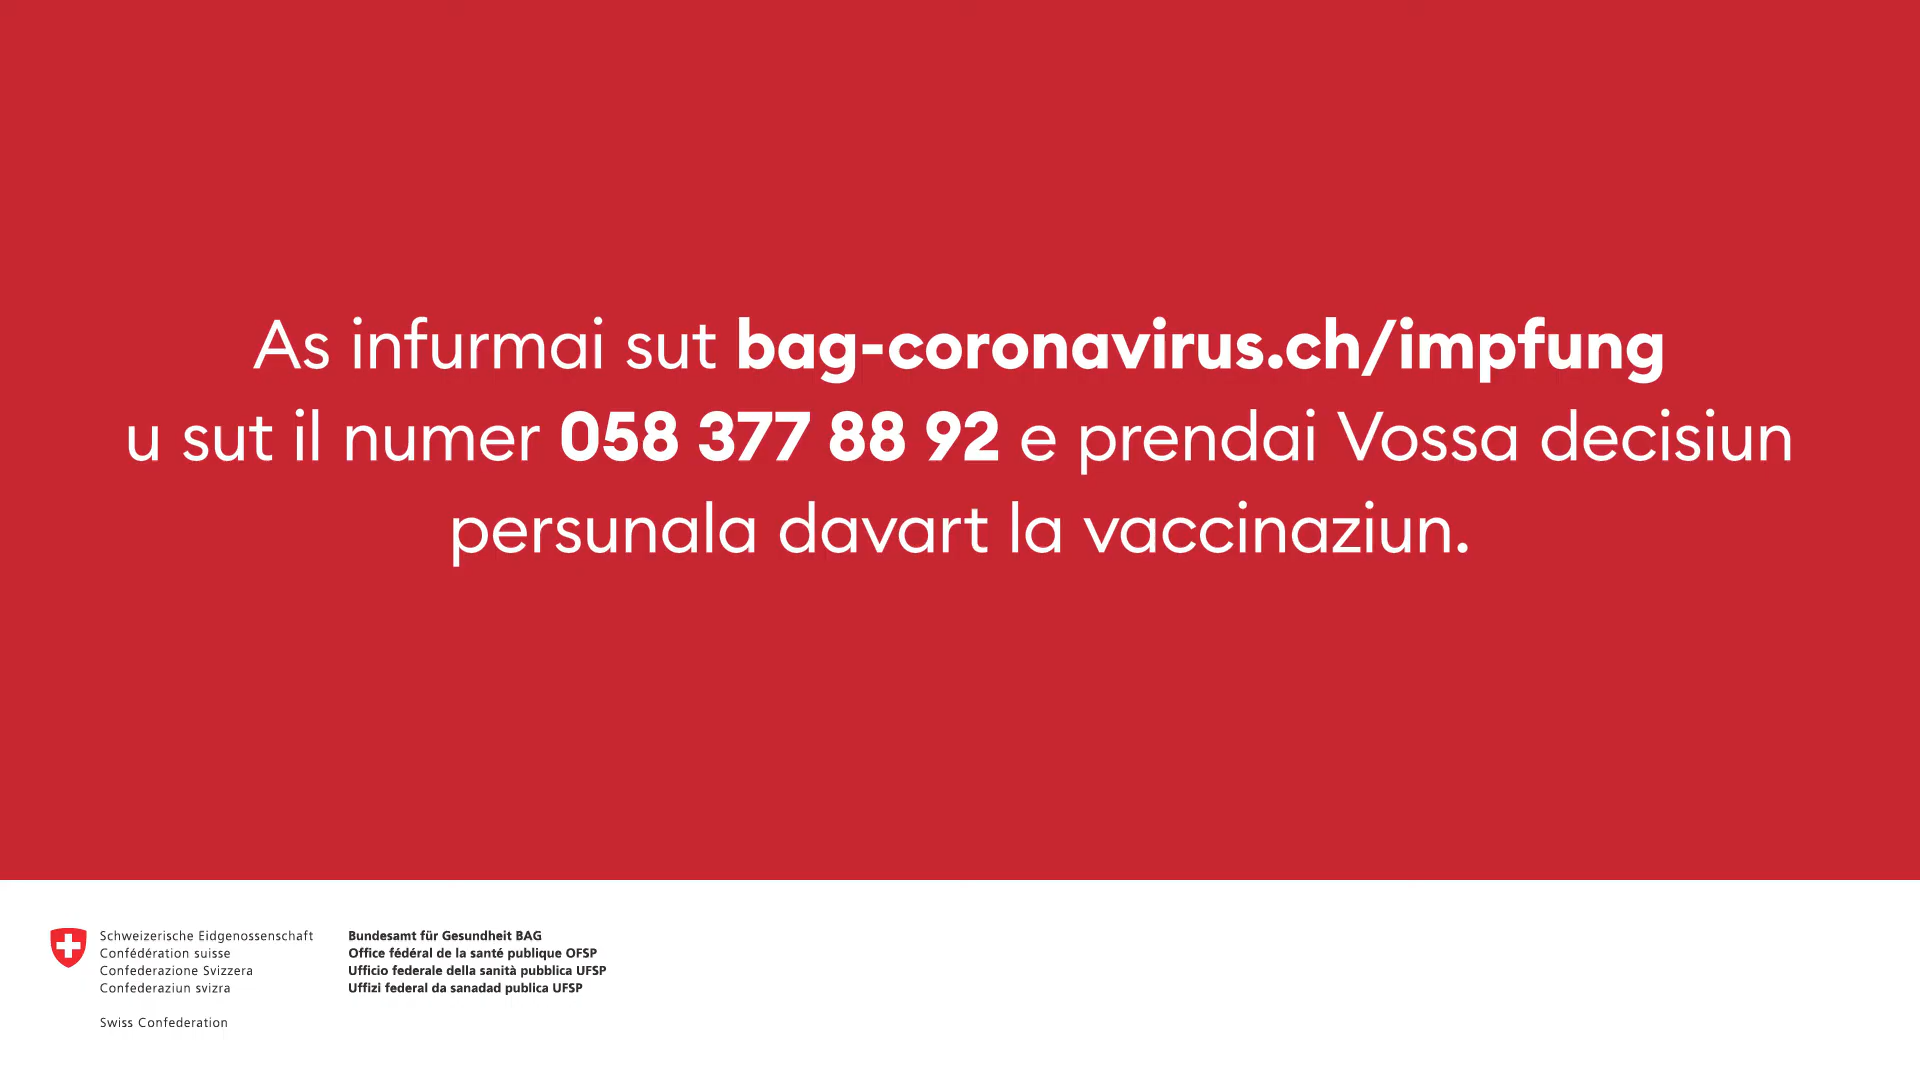 As infurmai sut bag-coronavirus.ch/impfung
u sut il numer 058 377 88 92 e prendai Vossa decisiun
persunala davart la vaccinaziun.
Schweizerische Eidgenossenschaft
Confédération suisse
Confederazione Svizzera
Confederaziun svizra
Swiss Confederation
Bundesamt für Gesundheit BAG
Office fédéral de la santé publique OFSP
Ufficio federale della sanità pubblica UFSP
Uffizi federal da sanadad publica UFSP